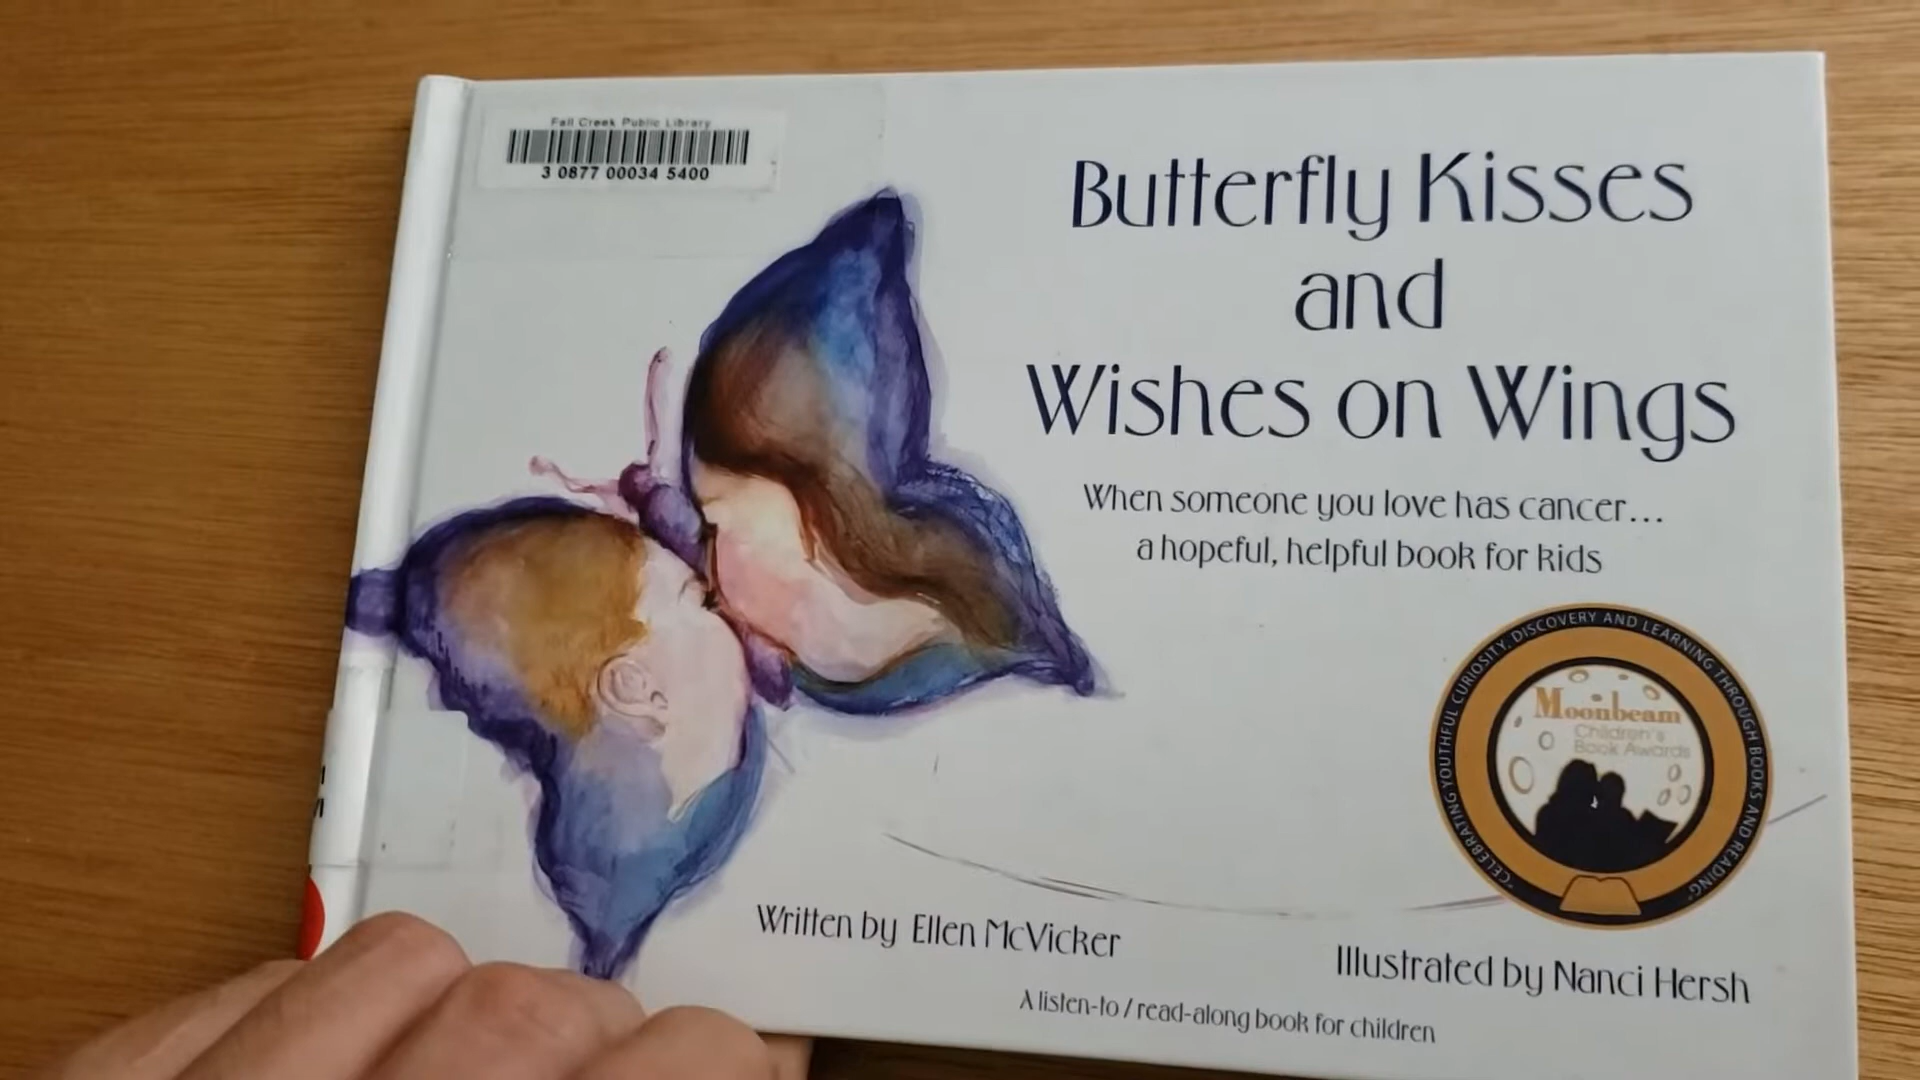 Fall Creek Public Library
3 0877 00034 5400
Butterfly Kisses
and
Wishes on Wings
When someone you love has cancer...
a hopeful, helpful book for kids
"CELEBRATING YOUTHFUL CURIOSITY, DISCOVERY AND LEARNING THROUGH BOOKS AND READING"
Moonbeam
Children's
Book Awards
Written by Ellen McVicker
Illustrated by Nanci Hersh
A listen-to / read-along book for children